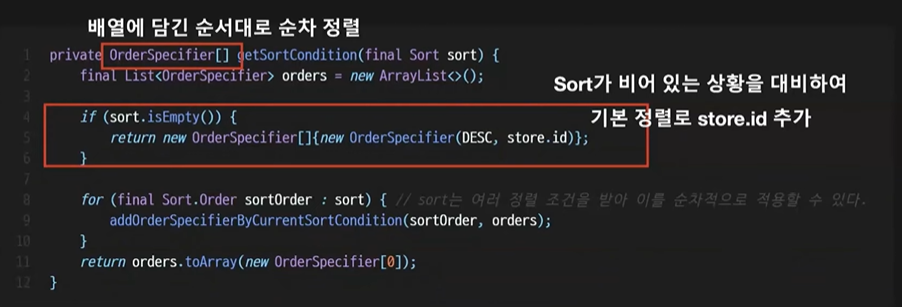 배열에 담긴 순서대로 순차 정렬
1 private OrderSpecifier[] getSortCondition(final Sort sort) {
2 final List<OrderSpecifier> orders = new ArrayList<>();
3
Sort가 비어 있는 상황을 대비하여
기본 정렬로 store.id 추가
4 if (sort.isEmpty()) {
5 return new OrderSpecifier[]{new OrderSpecifier(DESC, store.id)};
6 }
7
8 for (final Sort.Order sortOrder : sort) { // sort는 여러 정렬 조건을 받아 이를 순차적으로 적용할 수 있다.
9 addOrderSpecifierByCurrentSortCondition(sortOrder, orders);
10 }
11 return orders.toArray(new OrderSpecifier[0]);
12 }